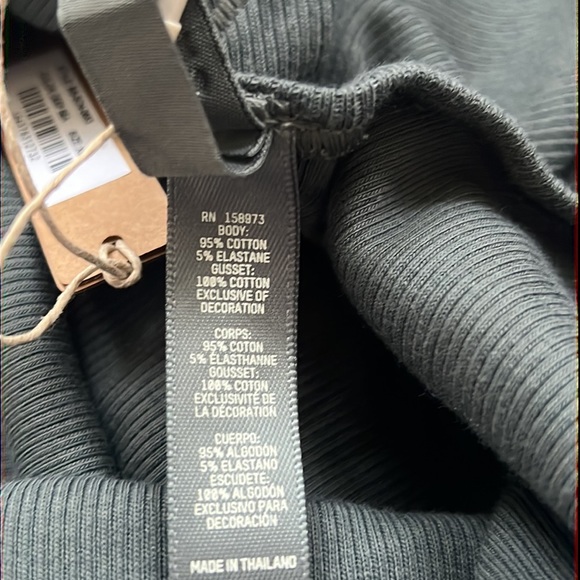 RN 158973
BODY:
95% COTTON
5% ELASTANE
GUSSET:
100% COTTON
EXCLUSIVE OF
DECORATION
CORPS:
95% COTON
5% ÉLASTHANNE
GOUSSET:
100% COTON
EXCLUSIVITÉ DE
LA DÉCORATION
CUERPO:
95% ALGODÓN
5% ELASTANO
ESCUDETE:
100% ALGODÓN
EXCLUSIVO PARA
DECORACIÓN
MADE IN THAILAND